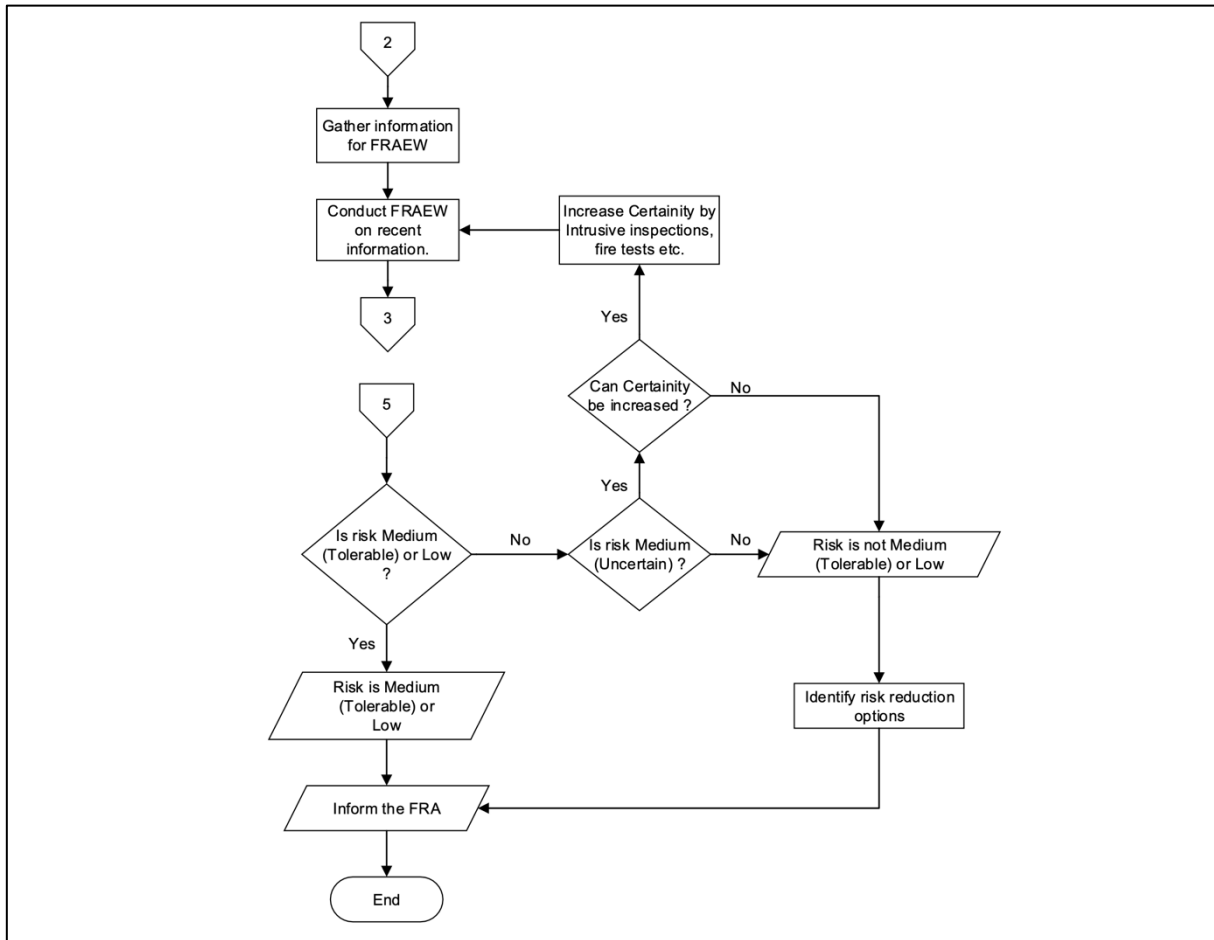 2
Gather information
for FRAEW
Conduct FRAEW
on recent
information.
Increase Certainity by
Intrusive inspections,
fire tests etc.
3
Yes
Can Certainity
be increased ?
No
5
Yes
Is risk Medium
(Tolerable) or Low
?
No
Is risk Medium
(Uncertain) ?
No
Risk is not Medium
(Tolerable) or Low
Yes
Risk is Medium
(Tolerable) or
Low
Identify risk reduction
options
Inform the FRA
End